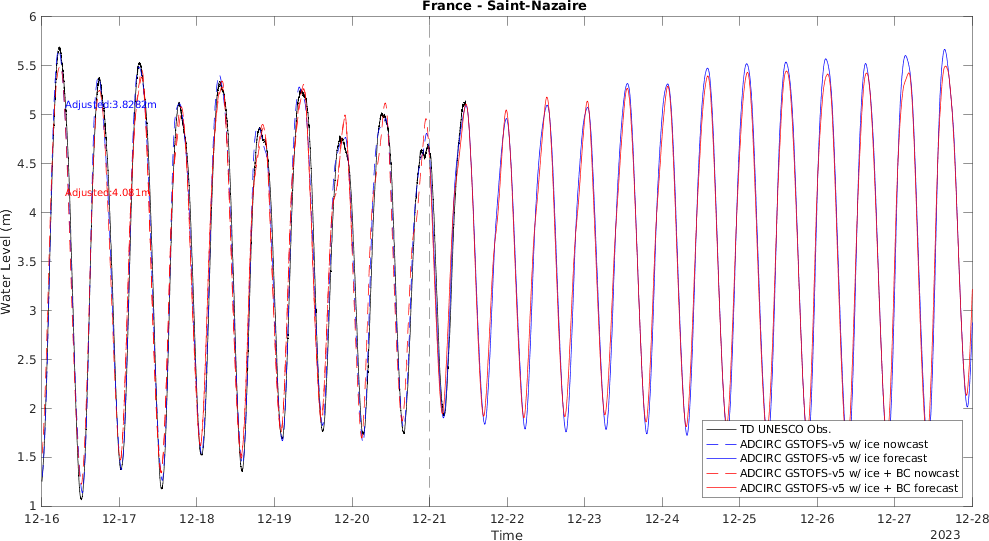 France - Saint-Nazaire
6
5.5
5
4.5
4
3.5
3
2.5
2
1.5
1
Water Level (m)
Adjusted:3.8282m
Adjusted:4.081m
TD UNESCO Obs.
ADCIRC GSTOFS-v5 w/ ice nowcast
ADCIRC GSTOFS-v5 w/ ice forecast
ADCIRC GSTOFS-v5 w/ ice + BC nowcast
ADCIRC GSTOFS-v5 w/ ice + BC forecast
12-16 12-17 12-18 12-19 12-20 12-21 12-22 12-23 12-24 12-25 12-26 12-27 12-28
Time
2023